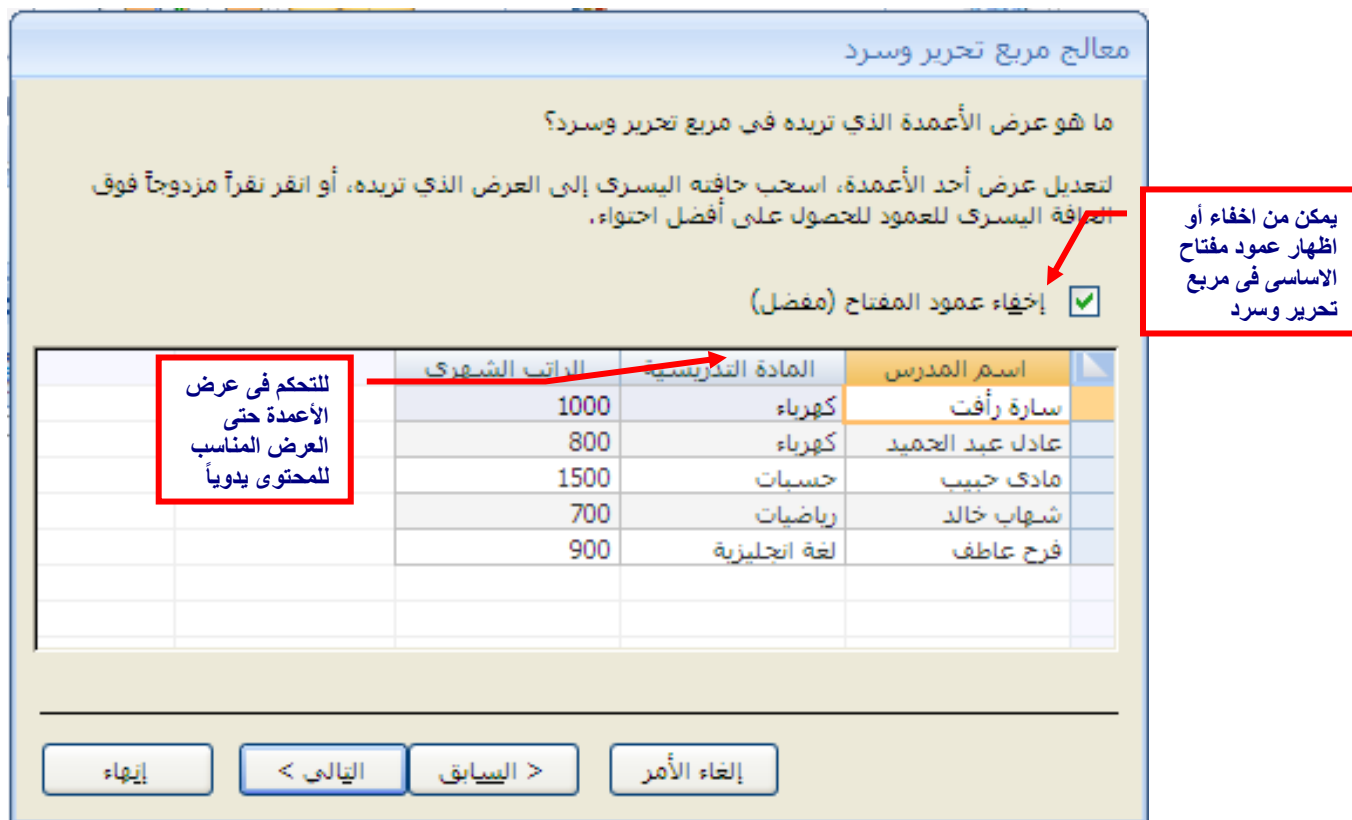 معالج مربع تحرير وسرد
ما هو عرض الأعمدة الذي تريده في مربع تحرير وسرد؟
لتعديل عرض أحد الأعمدة، اسحب حافته اليسرى إلى العرض الذي تريده، أو انقر نقراً مزدوجاً فوق
الحافة اليسرى للعمود للحصول على أفضل احتواء.
يمكن من اخفاء أو
اظهار عمود مفتاح
الاساسى فى مربع
تحرير وسرد
إخفاء عمود المفتاح (مفضل)
اسم المدرس المادة التدريسية الراتب الشهرى
سارة رأفت كهرباء 1000
عادل عبد الحميد كهرباء 800
مادى حبيب حسبات 1500
شهاب خالد رياضيات 700
فرح عاطف لغة انجليزية 900
للتحكم فى عرض
الأعمدة حتى
العرض المناسب
للمحتوى يدوياً
إلغاء الأمر < السابق التالي > إنهاء